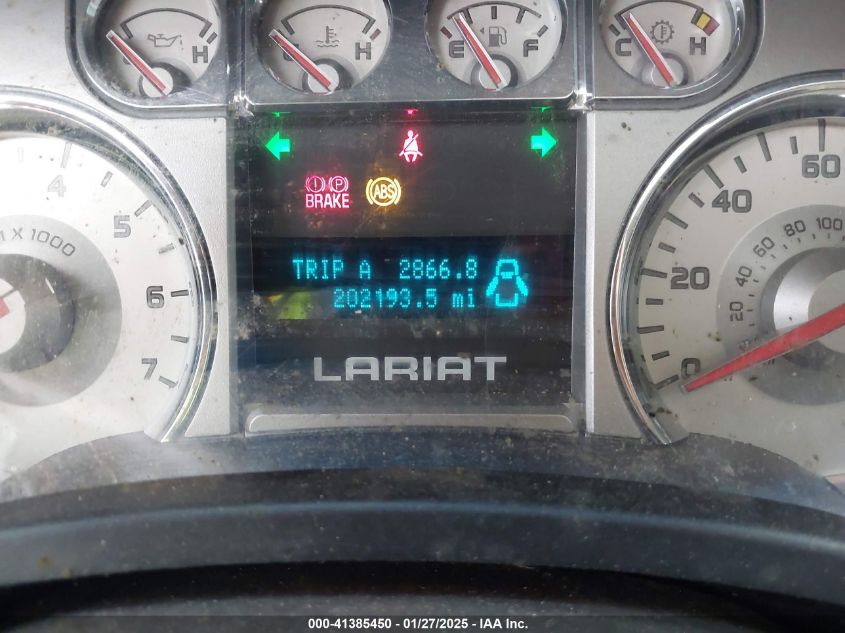 H
H
E F
C H
4
5
6
7
1 X 1000
BRAKE
ABS
TRIP A 2866.8
202193.5 mi
LARIAT
0 20 40 60
20 40 60 80 100
000-41385450 - 01/27/2025 - IAA Inc.